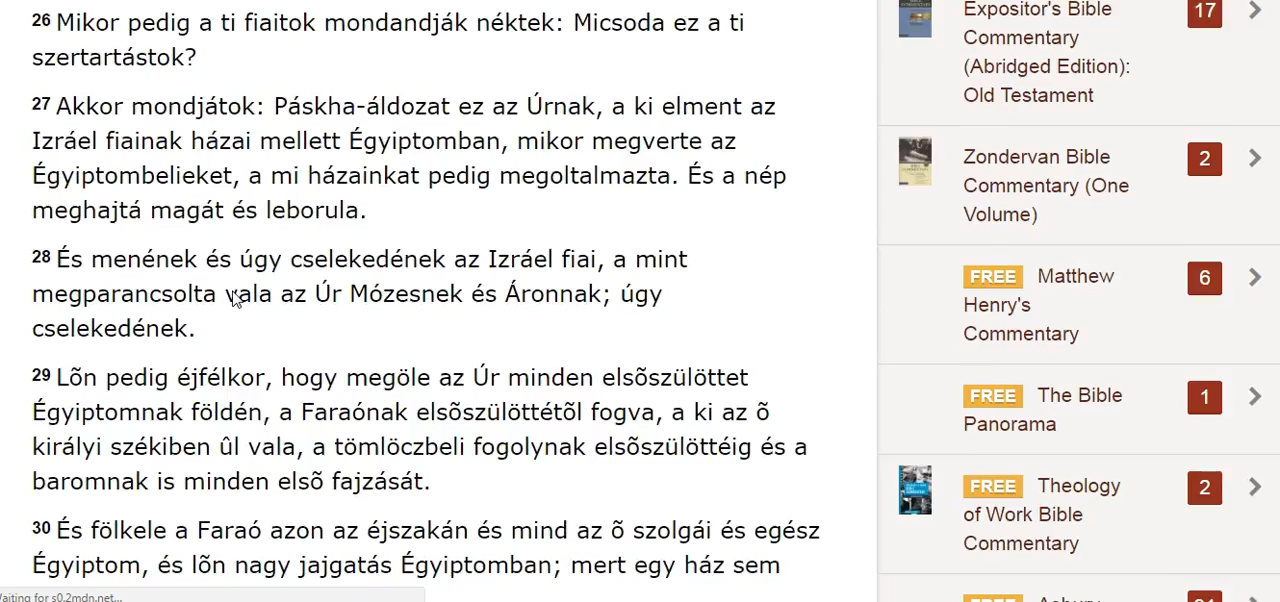 26 Mikor pedig a ti fiaitok mondandják néktek: Micsoda ez a ti
szertartástok?
27 Akkor mondjátok: Páskha-áldozat ez az Úrnak, a ki elment az
Izráel fiainak házai mellett Égyiptomban, mikor megverte az
Égyiptombelieket, a mi házainkat pedig megoltalmazta. És a nép
meghajtá magát és leborula.
28 És menének és úgy cselekedének az Izráel fiai, a mint
megparancsolta vala az Úr Mózesnek és Áronnak; úgy
cselekedének.
29 Lõn pedig éjfélkor, hogy megöle az Úr minden elsõszülöttet
Égyiptomnak földén, a Faraónak elsõszülöttétõl fogva, a ki az õ
királyi székiben ûl vala, a tömlöczbeli fogolynak elsõszülöttéig és a
baromnak is minden elsõ fajzását.
30 És fölkele a Faraó azon az éjszakán és mind az õ szolgái és egész
Égyiptom, és lõn nagy jajgatás Égyiptomban; mert egy ház sem
Waiting for s0.2mdn.net...
Expositor's Bible 17
Commentary
(Abridged Edition):
Old Testament
Zondervan Bible 2
Commentary (One
Volume)
FREE Matthew 6
Henry's
Commentary
FREE The Bible 1
Panorama
FREE Theology 2
of Work Bible
Commentary